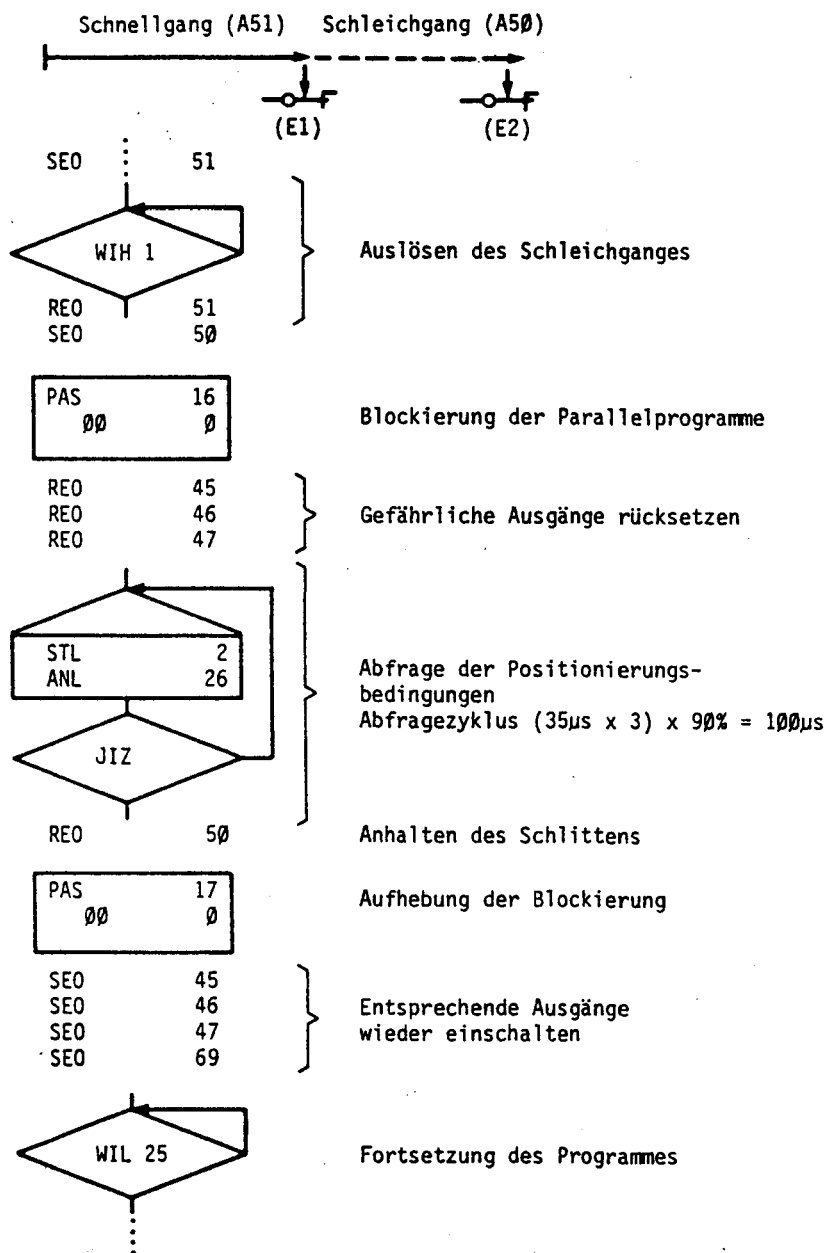 Schnellgang (A51) Schleichgang (A5Ø)
(E1) (E2)
SEO 51
WIH 1
Auslösen des Schleichganges
REO 51
SEO 5Ø
PAS 16
ØØ Ø
Blockierung der Parallelprogramme
REO 45
REO 46
REO 47
Gefährliche Ausgänge rücksetzen
STL 2
ANL 26
JIZ
Abfrage der Positionierungs-
bedingungen
Abfragezyklus (35µs x 3) x 9Ø% = 1ØØµs
REO 5Ø
Anhalten des Schlittens
PAS 17
ØØ Ø
Aufhebung der Blockierung
SEO 45
SEO 46
SEO 47
SEO 69
Entsprechende Ausgänge
wieder einschalten
WIL 25
Fortsetzung des Programmes